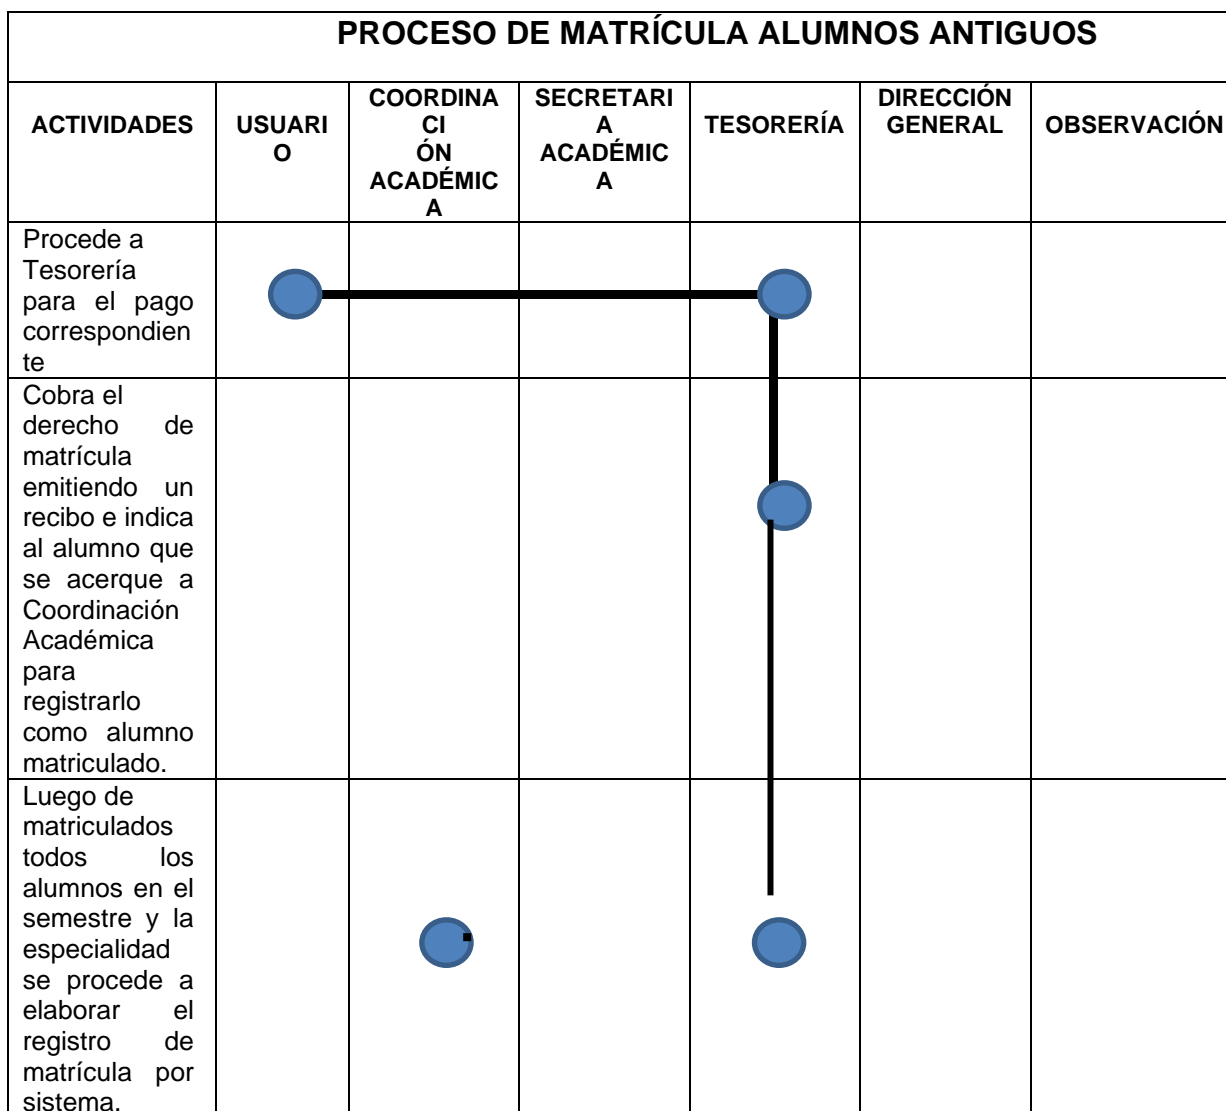 PROCESO DE MATRÍCULA ALUMNOS ANTIGUOS
ACTIVIDADES
USUARI
O
COORDINA
CI
ÓN
ACADÉMIC
A
SECRETARI
A
ACADÉMIC
A
TESORERÍA
DIRECCIÓN
GENERAL
OBSERVACIÓN
Procede a
Tesorería
para el pago
correspondien
te
Cobra el
derecho de
matrícula
emitiendo un
recibo e indica
al alumno que
se acerque a
Coordinación
Académica
para
registrarlo
como alumno
matriculado.
Luego de
matriculados
todos los
alumnos en el
semestre y la
especialidad
se procede a
elaborar el
registro de
matrícula por
sistema.